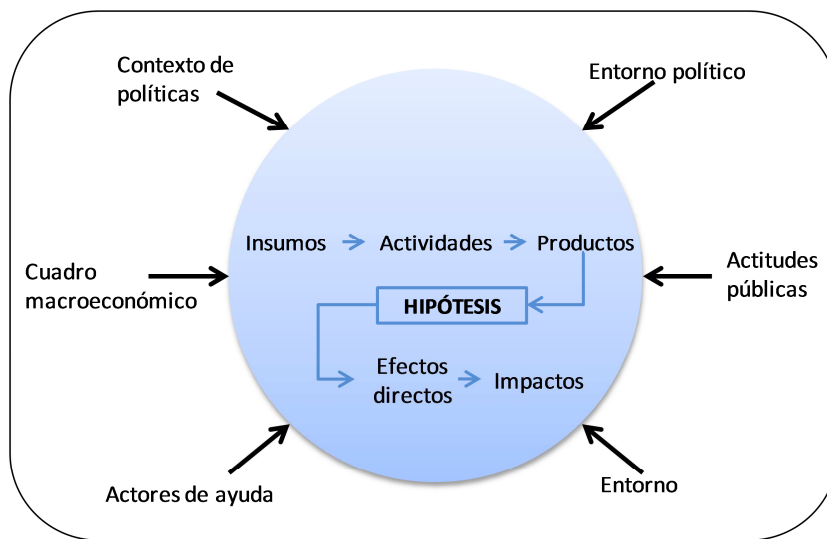 Contexto de
políticas
Entorno político
Insumos
Actividades
Productos
Cuadro
macroeconómico
Actitudes
públicas
HIPÓTESIS
Efectos
directos
Impactos
Actores de ayuda
Entorno